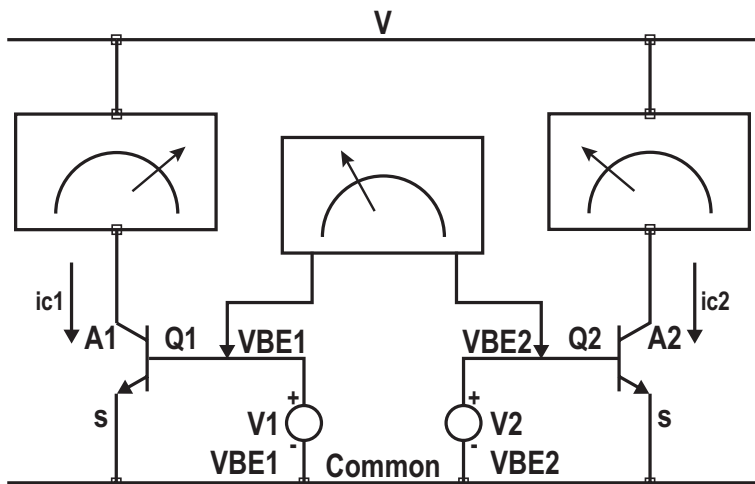 V
ic1
ic2
A1 Q1 VBE1 VBE2 Q2 A2
s + + s
V1 V2
- -
VBE1 Common VBE2